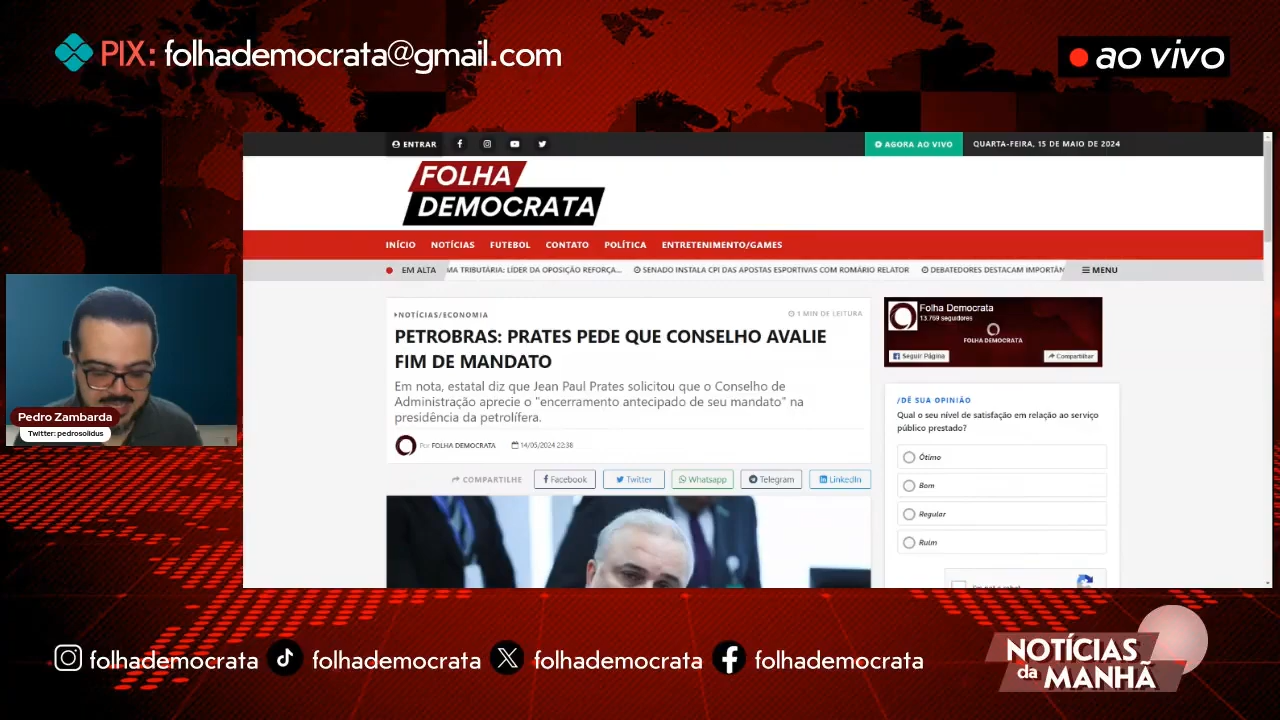 PIX: folhademocrata@gmail.com
AO VIVO
ENTRAR
AGORA AO VIVO
QUARTA-FEIRA, 15 DE MAIO DE 2024
FOLHA
DEMOCRATA
INÍCIO NOTÍCIAS FUTEBOL CONTATO POLÍTICA ENTRETENIMENTO/GAMES
EM ALTA
MA TRIBUTÁRIA: LÍDER DA OPOSIÇÃO REFORÇA... SENADO INSTALA CPI DAS APOSTAS ESPORTIVAS COM ROMÁRIO RELATOR DEBATEDORES DESTACAM IMPORTÂN
MENU
NOTÍCIAS/ECONOMIA
1 MIN DE LEITURA
PETROBRAS: PRATES PEDE QUE CONSELHO AVALIE
FIM DE MANDATO
Em nota, estatal diz que Jean Paul Prates solicitou que o Conselho de
Administração aprecie o "encerramento antecipado de seu mandato" na
presidência da petrolífera.
Por FOLHA DEMOCRATA 14/05/2024 22:38
COMPARTILHE Facebook Twitter Whatsapp Telegram LinkedIn
Folha Democrata
13.769 seguidores
FOLHA DEMOCRATA
Seguir Página
Compartilhar
/DÊ SUA OPINIÃO
Qual o seu nível de satisfação em relação ao serviço
público prestado?
Ótimo
Bom
Regular
Ruim
Pedro Zambarda
Twitter: pedrosolidus
folhademocrata folhademocrata folhademocrata folhademocrata
NOTÍCIAS
da MANHÃ